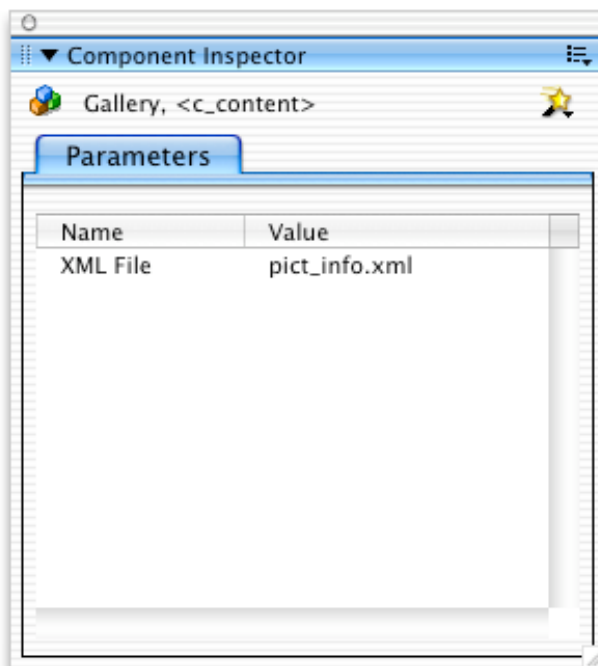 Component Inspector
Gallery, <c_content>
Parameters
Name Value
XML File pict_info.xml